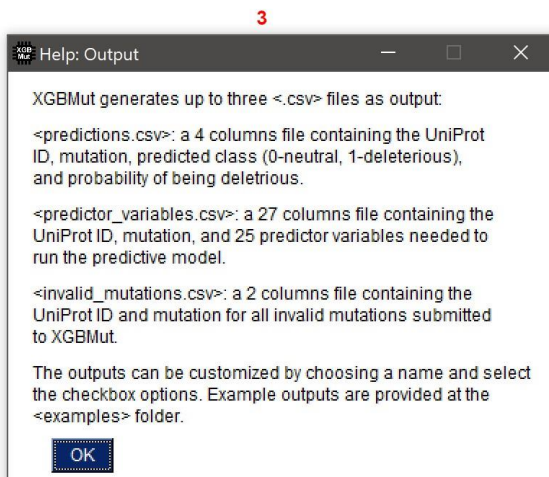 3
XGB
Mut
Help: Output
XGBMut generates up to three <.csv> files as output:
<predictions.csv>: a 4 columns file containing the UniProt
ID, mutation, predicted class (0-neutral, 1-deleterious),
and probability of being deletrious.
<predictor_variables.csv>: a 27 columns file containing the
UniProt ID, mutation, and 25 predictor variables needed to
run the predictive model.
<invalid_mutations.csv>: a 2 columns file containing the
UniProt ID and mutation for all invalid mutations submitted
to XGBMut.
The outputs can be customized by choosing a name and select
the checkbox options. Example outputs are provided at the
<examples> folder.
OK